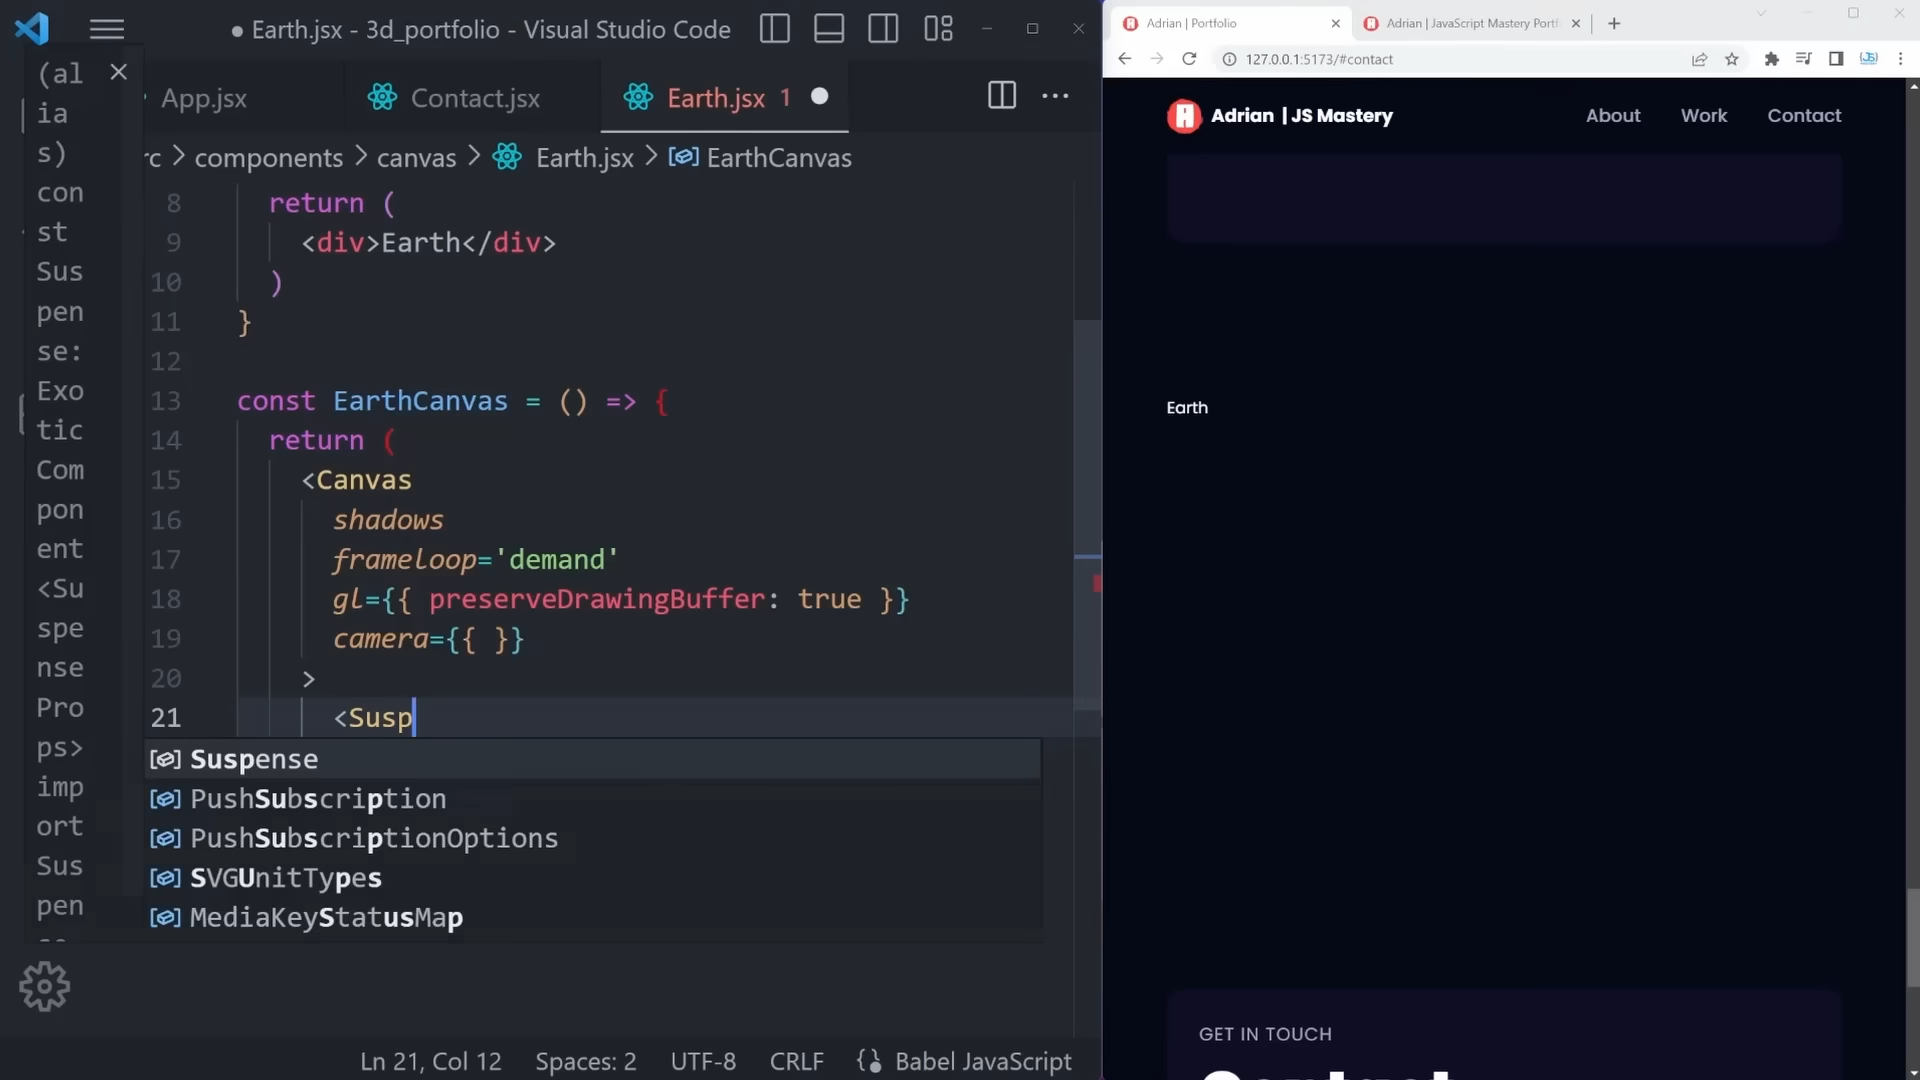 Earth.jsx - 3d_portfolio - Visual Studio Code
(al
ia
s)
con
st
Sus
pen
se:
Exo
tic
Com
pon
ent
<Su
spe
nse
Pro
ps>
imp
ort
Sus
pen
App.jsx
Contact.jsx
Earth.jsx 1
rc > components > canvas > Earth.jsx > EarthCanvas
8 return (
9 <div>Earth</div>
10 )
11 }
12
13 const EarthCanvas = () => {
14 return (
15 <Canvas
16 shadows
17 frameloop='demand'
18 gl={{ preserveDrawingBuffer: true }}
19 camera={{ }}
20 >
21 <Susp
Suspense
PushSubscription
PushSubscriptionOptions
SVGUnitTypes
MediaKeyStatusMap
Ln 21, Col 12 Spaces: 2 UTF-8 CRLF Babel JavaScript
Adrian | Portfolio
Adrian | JavaScript Mastery Portf
127.0.0.1:5173/#contact
Adrian | JS Mastery
About Work Contact
Earth
GET IN TOUCH